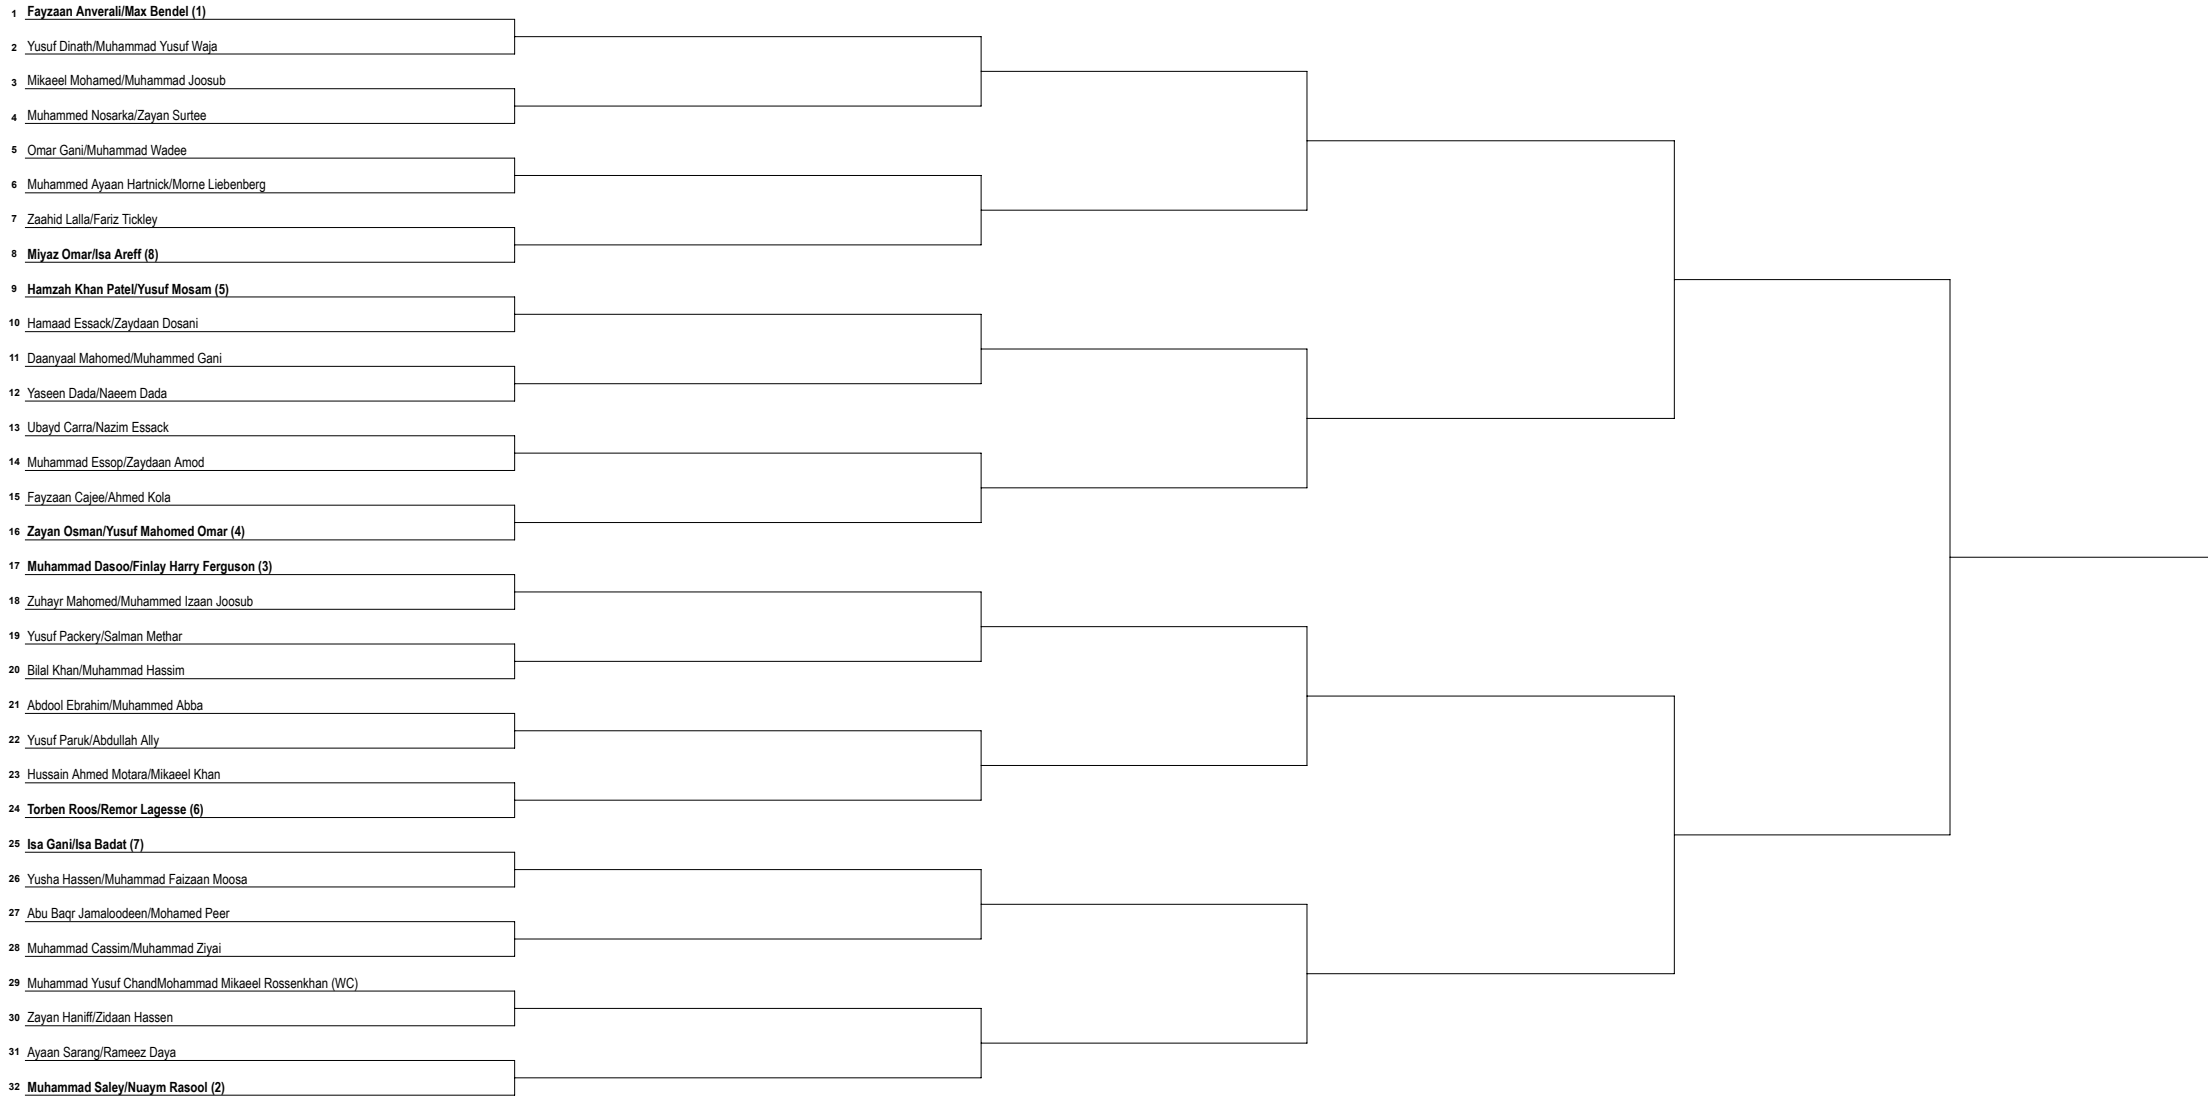 1 Fayzaan Anverali/Max Bendel (1)
2 Yusuf Dinath/Muhammad Yusuf Waja
3 Mikaeel Mohamed/Muhammad Joosub
4 Muhammed Nosarka/Zayan Surtee
5 Omar Gani/Muhammad Wadee
6 Muhammed Ayaan Hartnick/Morne Liebenberg
7 Zaahid Lalla/Fariz Tickley
8 Miyaz Omar/Isa Areff (8)
9 Hamzah Khan Patel/Yusuf Mosam (5)
10 Hamaad Essack/Zaydaan Dosani
11 Daanyaal Mahomed/Muhammed Gani
12 Yaseen Dada/Naeem Dada
13 Ubayd Carra/Nazim Essack
14 Muhammad Essop/Zaydaan Amod
15 Fayzaan Cajee/Ahmed Kola
16 Zayan Osman/Yusuf Mahomed Omar (4)
17 Muhammad Dasoo/Finlay Harry Ferguson (3)
18 Zuhayr Mahomed/Muhammed Izaan Joosub
19 Yusuf Packery/Salman Methar
20 Bilal Khan/Muhammad Hassim
21 Abdool Ebrahim/Muhammed Abba
22 Yusuf Paruk/Abdullah Ally
23 Hussain Ahmed Motara/Mikaeel Khan
24 Torben Roos/Remor Lagesse (6)
25 Isa Gani/Isa Badat (7)
26 Yusha Hassen/Muhammad Faizaan Moosa
27 Abu Baqr Jamaloodeen/Mohamed Peer
28 Muhammad Cassim/Muhammad Ziyai
29 Muhammad Yusuf ChandMohammad Mikaeel Rossenkhan (WC)
30 Zayan Haniff/Zidaan Hassen
31 Ayaan Sarang/Rameez Daya
32 Muhammad Saley/Nuaym Rasool (2)